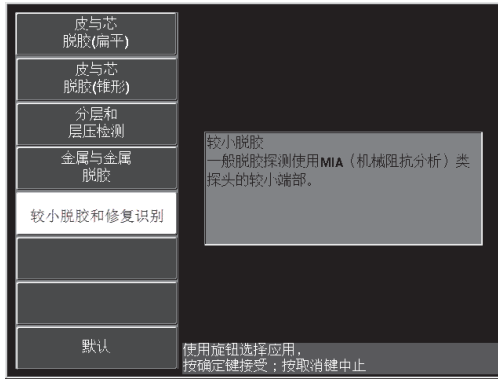 皮与芯
脱胶(扁平)
皮与芯
脱胶(锥形)
分层和
层压检测
金属与金属
脱胶
较小脱胶和修复识别
默认
较小脱胶
一般脱胶探测使用MIA（机械阻抗分析）类
探头的较小端部。
使用旋钮选择应用，
按确定键接受；按取消键中止